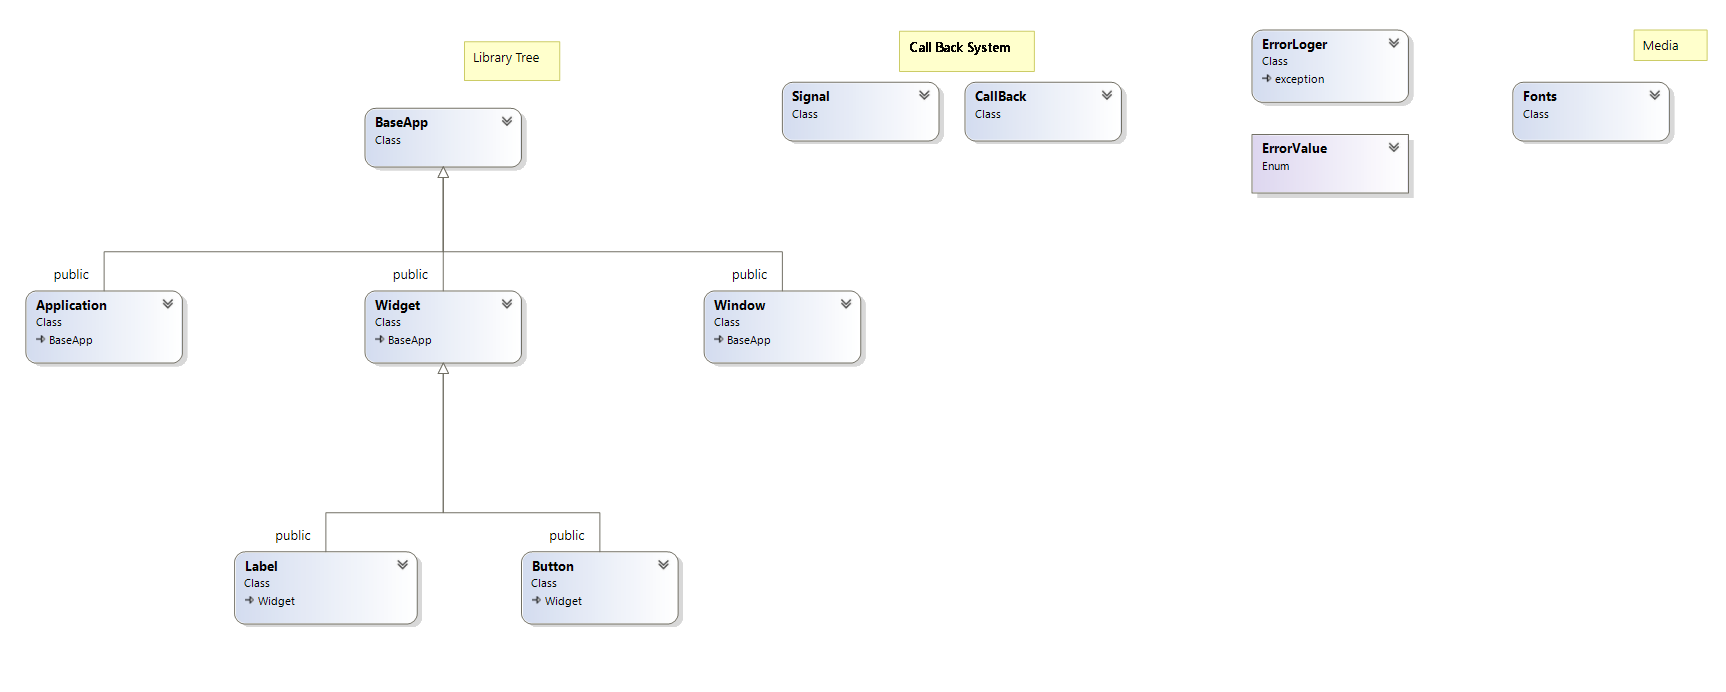 Library Tree
Call Back System
Media
BaseApp
Class
Signal
Class
CallBack
Class
ErrorLoger
Class
exception
ErrorValue
Enum
Fonts
Class
public
Application
Class
BaseApp
public
Widget
Class
BaseApp
public
Window
Class
BaseApp
public
Label
Class
Widget
public
Button
Class
Widget